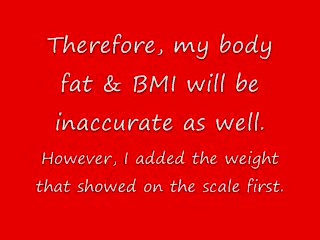 Therefore, my body
fat & BMI will be
inaccurate as well.
However, I added the weight
that showed on the scale first.